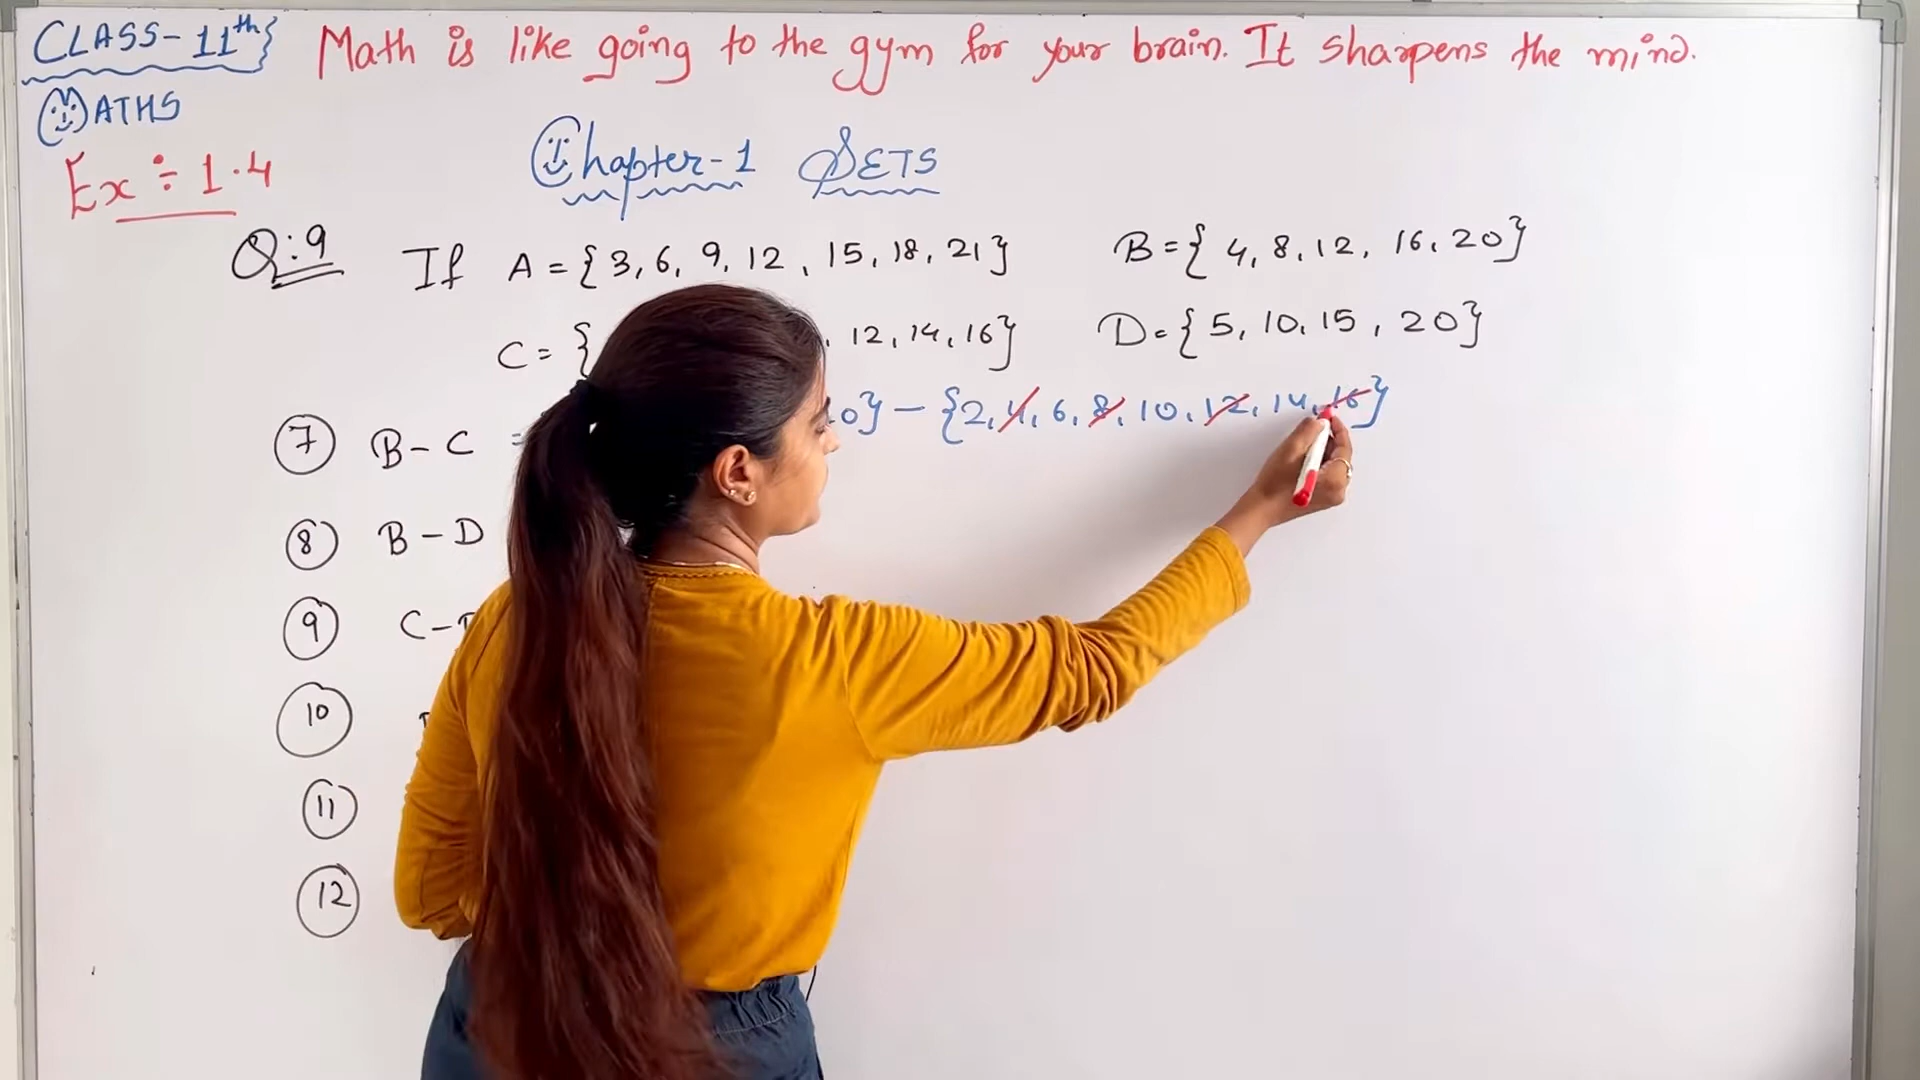 CLASS-11th} Math is like going to the gym for your brain. It sharpens the mind.
MATHS
Ex ÷ 1.4
Chapter-1 SETS
Q:9 If A = {3, 6, 9, 12, 15, 18, 21} B = { 4, 8, 12, 16, 20}
C = { 12, 14, 16} D = {5, 10, 15, 20}
7 B - C = 0} - {2, 4, 6, 8, 10, 12, 14, 16}
8 B - D
9 C -
10
11
12